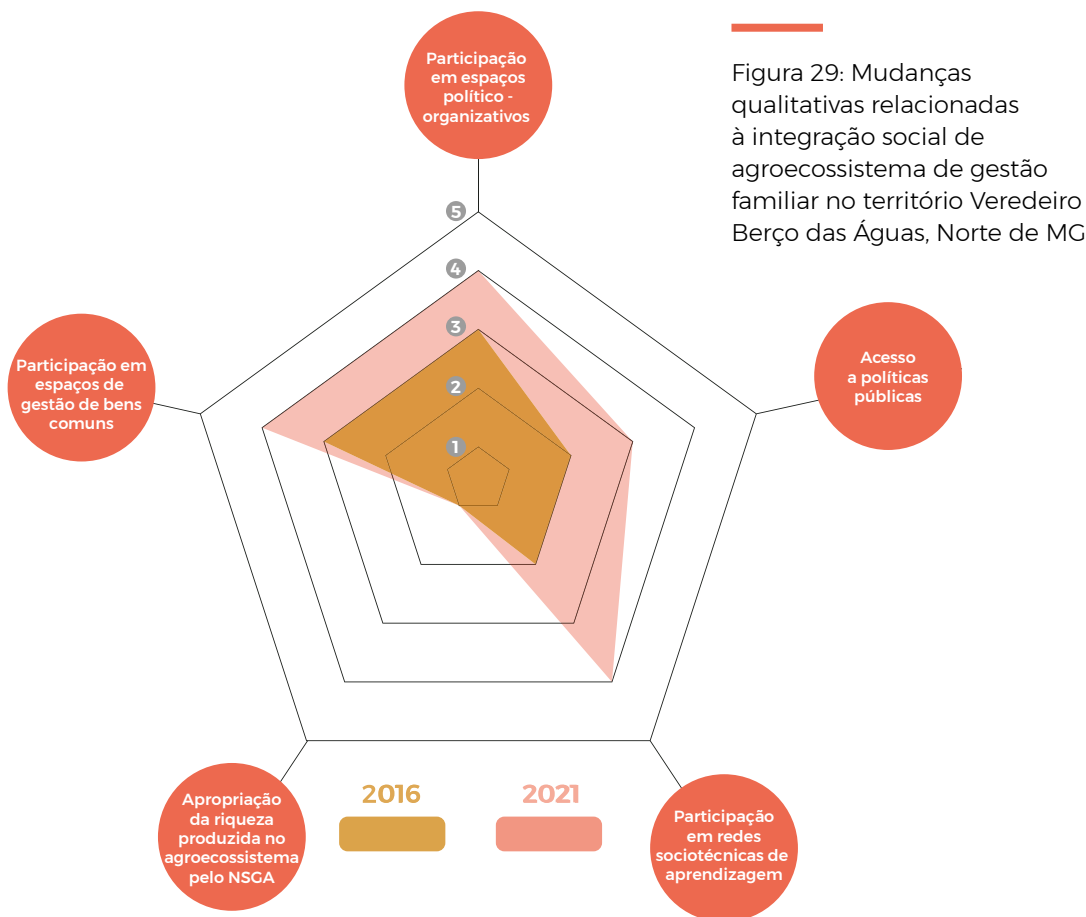 Participação
em espaços
político -
organizativos
Figura 29: Mudanças
qualitativas relacionadas
à integração social de
agroecossistema de gestão
familiar no território Veredeiro
Berço das Águas, Norte de MG
5
4
3
2
1
Participação em
espaços de
gestão de bens
comuns
Acesso
a políticas
públicas
Apropriação
da riqueza
produzida no
agroecossistema
pelo NSGA
2016
2021
Participação
em redes
sociotécnicas de
aprendizagem